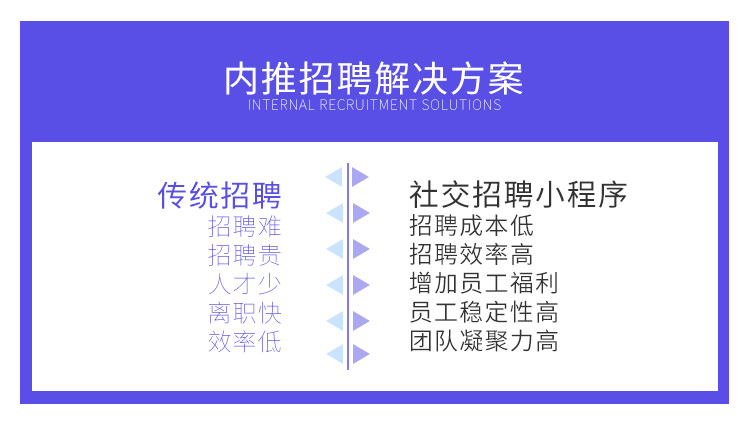 内推招聘解决方案
INTERNAL RECRUITMENT SOLUTIONS
传统招聘
招聘难
招聘贵
人才少
离职快
效率低
社交招聘小程序
招聘成本低
招聘效率高
增加员工福利
员工稳定性高
团队凝聚力高